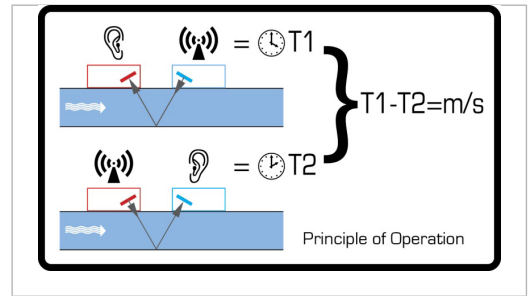 = T1
T1-T2=m/s
= T2
Principle of Operation